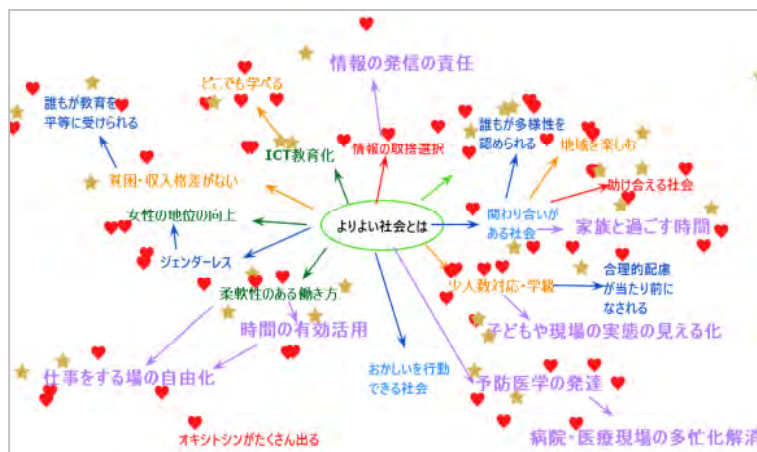 情報の発信の責任
どこでも学べる
誰もが教育を
平等に受けられる
ICT教育化
情報の取捨選択
誰もが多様性を
認められる
地域を楽しむ
貧困・収入格差がない
助け合える社会
女性の地位の向上
よりよい社会とは
関わり合いが
ある社会
家族と過ごす時間
ジェンダーレス
柔軟性のある働き方
少人数対応・学級
合理的配慮
が当たり前に
なされる
時間の有効活用
子どもや現場の実態の見える化
仕事をする場の自由化
おかしいを行動
できる社会
予防医学の発達
オキシトシンがたくさん出る
病院・医療現場の多忙化解消